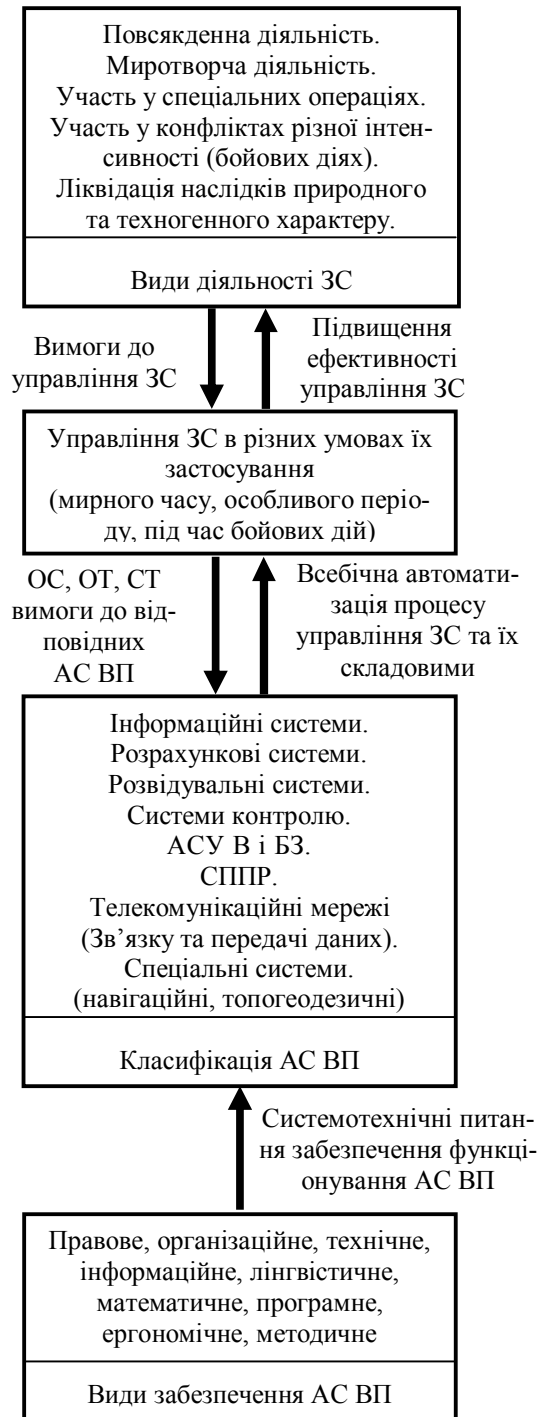 Повсякденна діяльність.
Миротворча діяльність.
Участь у спеціальних операціях.
Участь у конфліктах різної інтен-
сивності (бойових діях).
Ліквідація наслідків природного
та техногенного характеру.
Види діяльності ЗС
Вимоги до
управління ЗС
Підвищення
ефективності
управління ЗС
Управління ЗС в різних умовах їх
застосування
(мирного часу, особливого періо-
ду, під час бойових дій)
ОС, ОТ, СТ
вимоги до від-
повідних
АС ВП
Всебічна автомати-
зація процесу
управління ЗС та їх
складовими
Інформаційні системи.
Розрахункові системи.
Розвідувальні системи.
Системи контролю.
АСУ В і БЗ.
СППР.
Телекомунікаційні мережі
(Зв’язку та передачі даних).
Спеціальні системи.
(навігаційні, топогеодезичні)
Класифікація АС ВП
Системотехнічні питан-
ня забезпечення функці-
онування АС ВП
Правове, організаційне, технічне,
інформаційне, лінгвістичне,
математичне, програмне,
ергономічне, методичне
Види забезпечення АС ВП